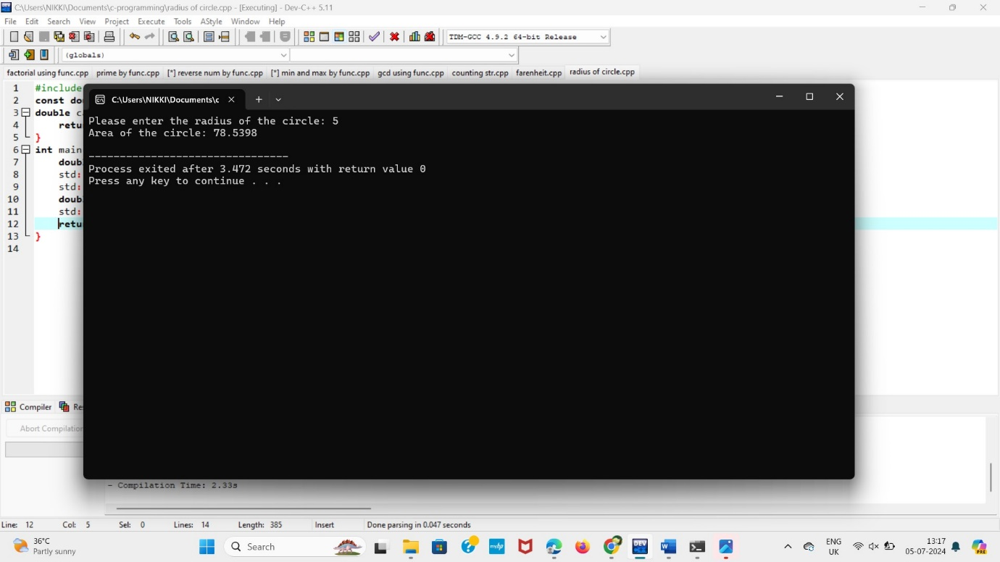 C:\Users\NIKKI\Documents\c-programming\radius of circle.cpp - [Executing] - Dev-C++ 5.11
File Edit Search View Project Execute Tools AStyle Window Help
TDM-GCC 4.9.2 64-bit Release
(globals)
factorial using func.cpp prime by func.cpp [*] reverse num by func.cpp [*] min and max by func.cpp gcd using func.cpp counting str.cpp farenheit.cpp radius of circle.cpp
1 #include
2 const do
3 double c
4 retu
5 }
6 int main
7 doub
8 std:
9 std:
10 doub
11 std:
12 retu
13 }
14
C:\Users\NIKKI\Documents\c
Please enter the radius of the circle: 5
Area of the circle: 78.5398
--------------------------------
Process exited after 3.472 seconds with return value 0
Press any key to continue . . .
Compiler Re
Abort Compilation
- Compilation Time: 2.33s
Line: 12 Col: 5 Sel: 0 Lines: 14 Length: 385 Insert Done parsing in 0.047 seconds
36°C
Partly sunny
Search
myhp
DEV
W
ENG
UK
13:17
05-07-2024
PRE